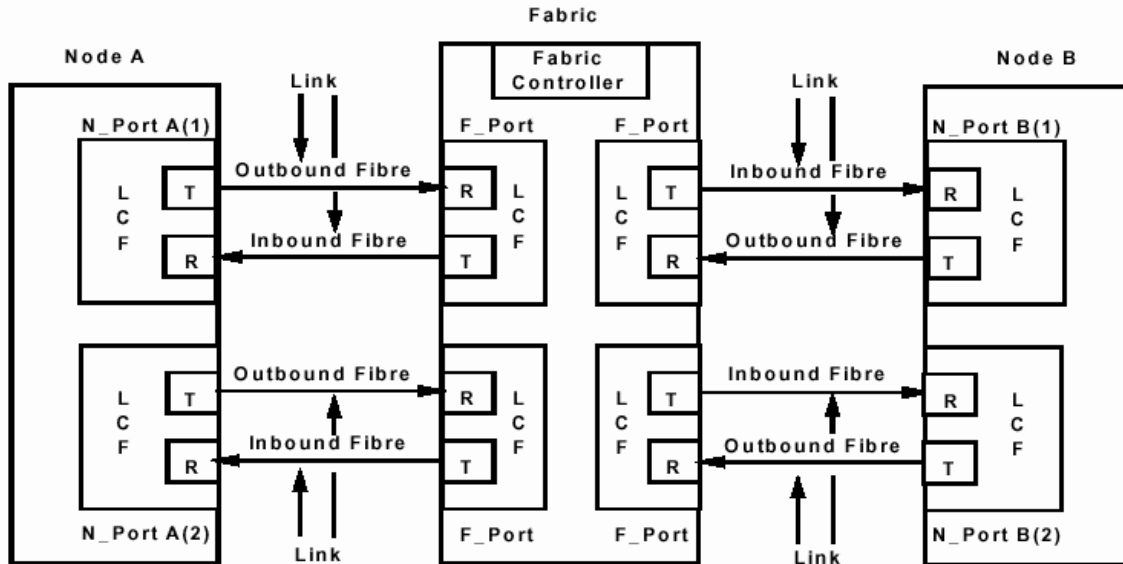 Fabric
Node A
Fabric
Controller
Node B
Link
Link
N_Port A(1)
F_Port
F_Port
N_Port B(1)
Outbound Fibre
Inbound Fibre
L
C
F
T
R
R
T
L
C
F
L
C
F
T
R
R
T
L
C
F
Inbound Fibre
Outbound Fibre
Outbound Fibre
Inbound Fibre
L
C
F
T
R
R
T
L
C
F
L
C
F
T
R
R
T
L
C
F
Inbound Fibre
Outbound Fibre
N_Port A(2)
F_Port
F_Port
N_Port B(2)
Link
Link